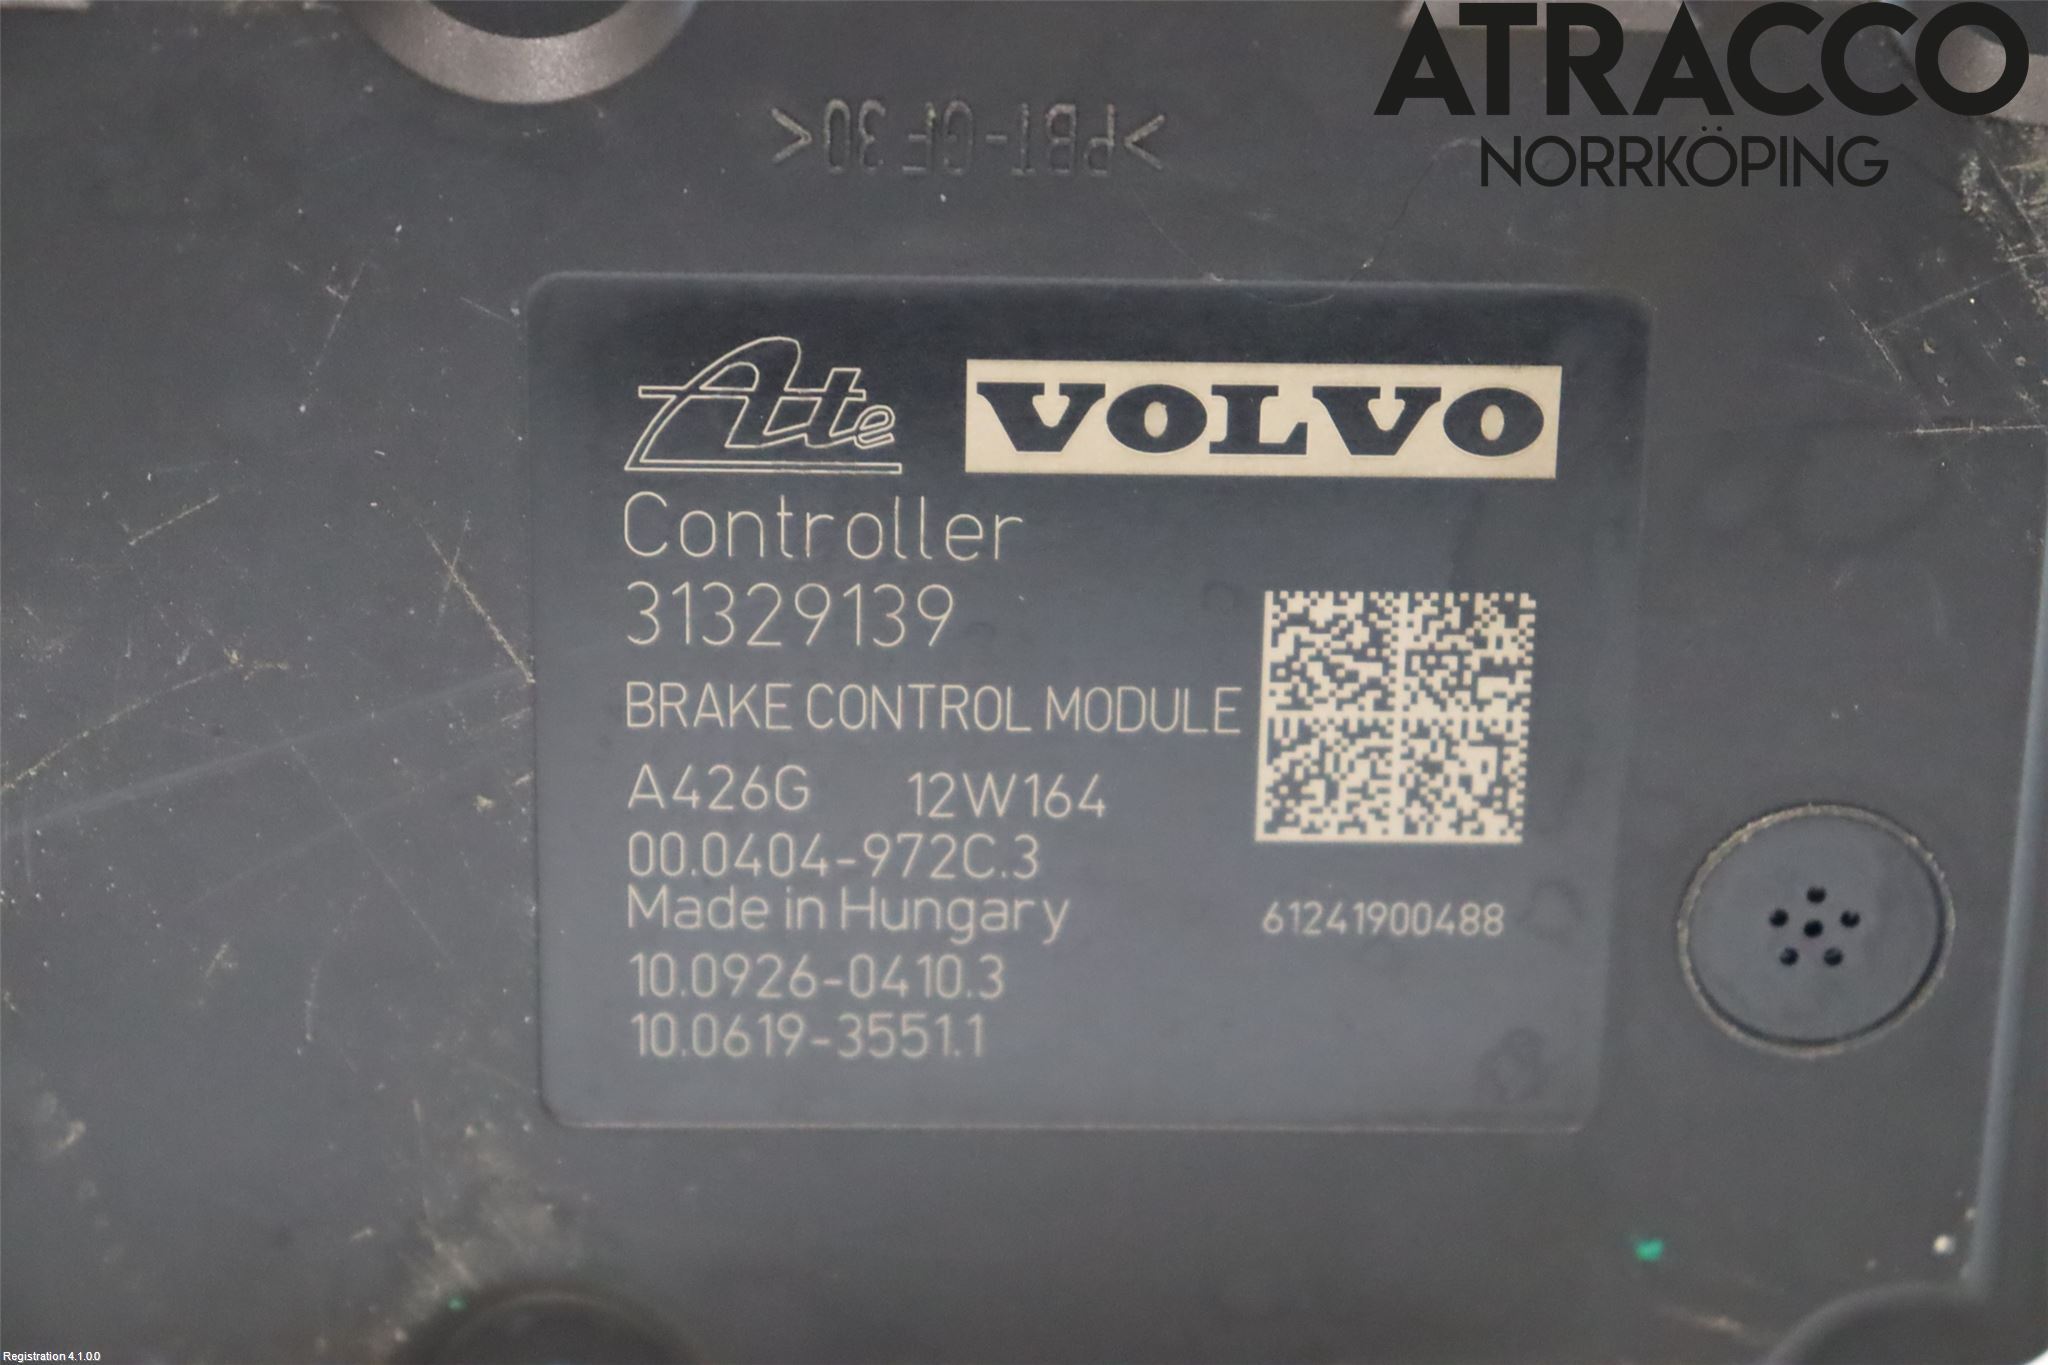 ATRACCO
NORRKÖPING
>PBT-GF 30<
Ate VOLVO
Controller
31329139
BRAKE CONTROL MODULE
A426G 12W164
00.0404-972C.3
Made in Hungary
61241900488
10.0926-0410.3
10.0619-3551.1
Registration 4.1.0.0